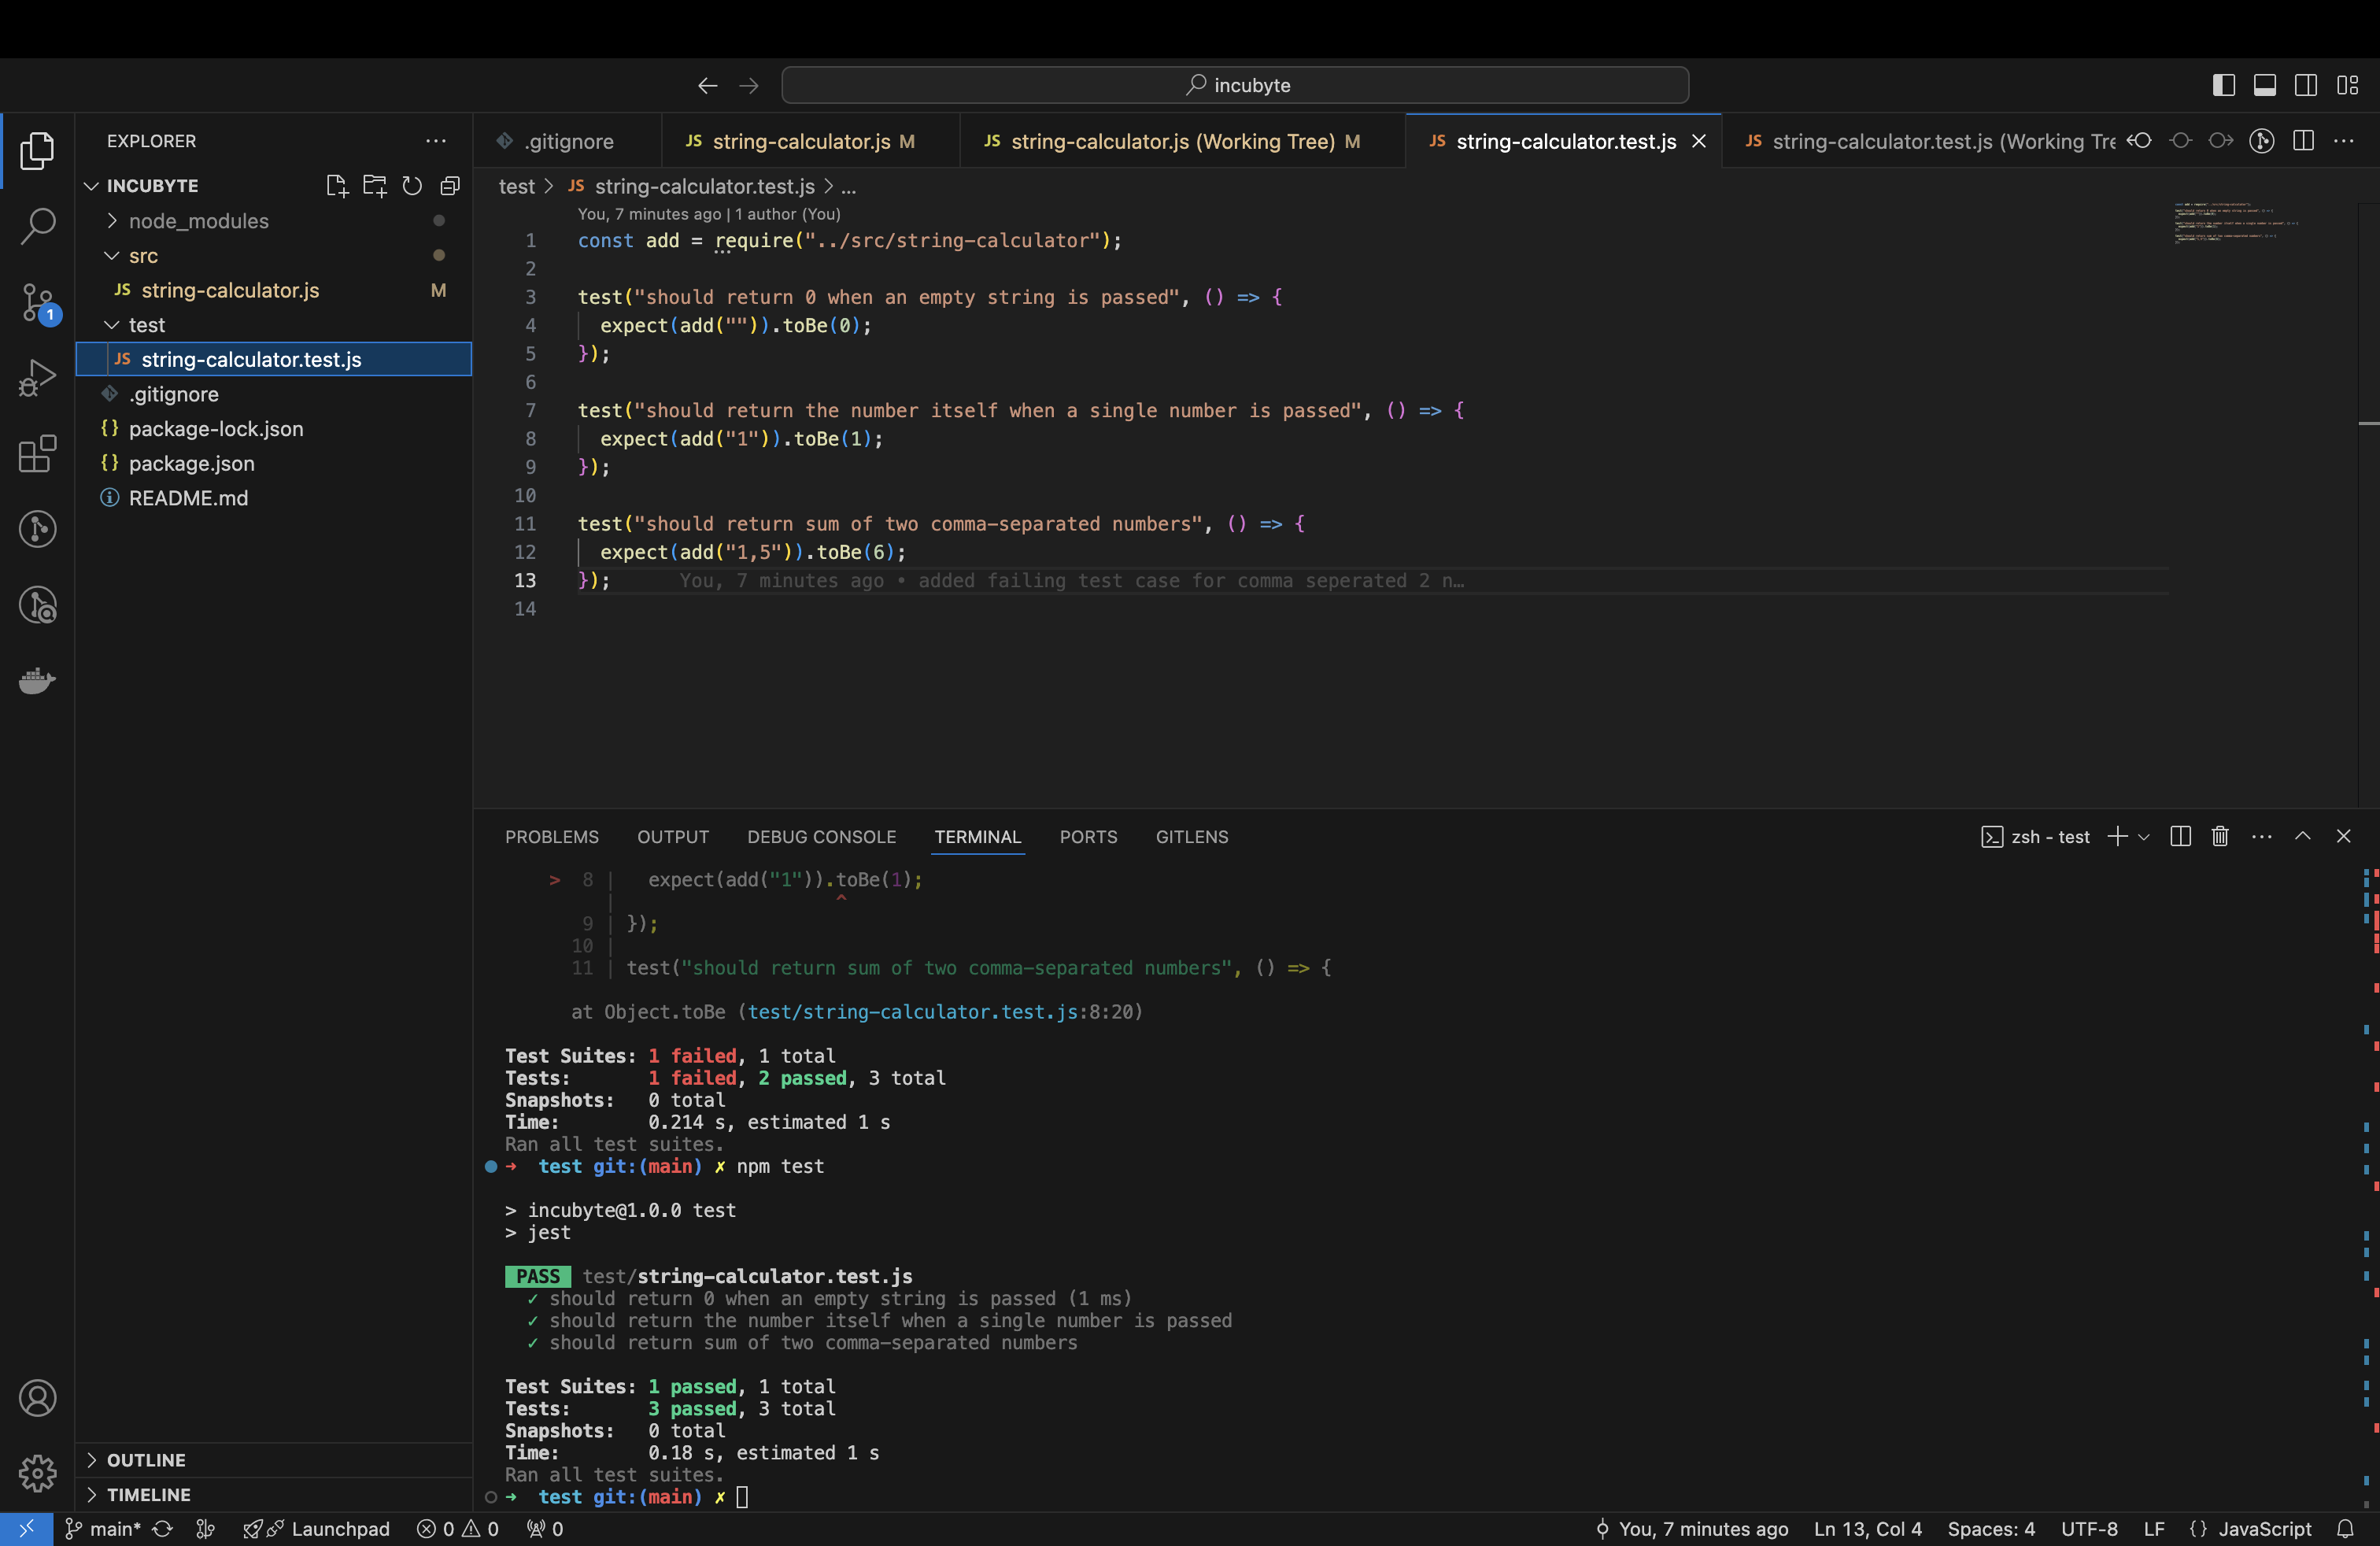 incubyte
EXPLORER
INCUBYTE
node_modules
src
JS string-calculator.js M
test
JS string-calculator.test.js
.gitignore
{} package-lock.json
{} package.json
README.md
OUTLINE
TIMELINE
.gitignore
JS string-calculator.js M
JS string-calculator.js (Working Tree) M
JS string-calculator.test.js
JS string-calculator.test.js (Working Tre
test > JS string-calculator.test.js > ...
You, 7 minutes ago | 1 author (You)
1 const add = require("../src/string-calculator");
2
3 test("should return 0 when an empty string is passed", () => {
4 expect(add("")).toBe(0);
5 });
6
7 test("should return the number itself when a single number is passed", () => {
8 expect(add("1")).toBe(1);
9 });
10
11 test("should return sum of two comma-separated numbers", () => {
12 expect(add("1,5")).toBe(6);
13 }); You, 7 minutes ago • added failing test case for comma seperated 2 n…
14
PROBLEMS OUTPUT DEBUG CONSOLE TERMINAL PORTS GITLENS
zsh - test
> 8 | expect(add("1")).toBe(1);
| ^
9 | });
10 |
11 | test("should return sum of two comma-separated numbers", () => {
at Object.toBe (test/string-calculator.test.js:8:20)
Test Suites: 1 failed, 1 total
Tests: 1 failed, 2 passed, 3 total
Snapshots: 0 total
Time: 0.214 s, estimated 1 s
Ran all test suites.
➜ test git:(main) ✗ npm test
> incubyte@1.0.0 test
> jest
PASS test/string-calculator.test.js
✓ should return 0 when an empty string is passed (1 ms)
✓ should return the number itself when a single number is passed
✓ should return sum of two comma-separated numbers
Test Suites: 1 passed, 1 total
Tests: 3 passed, 3 total
Snapshots: 0 total
Time: 0.18 s, estimated 1 s
Ran all test suites.
➜ test git:(main) ✗
1
main* Launchpad 0 0 0 You, 7 minutes ago Ln 13, Col 4 Spaces: 4 UTF-8 LF {} JavaScript